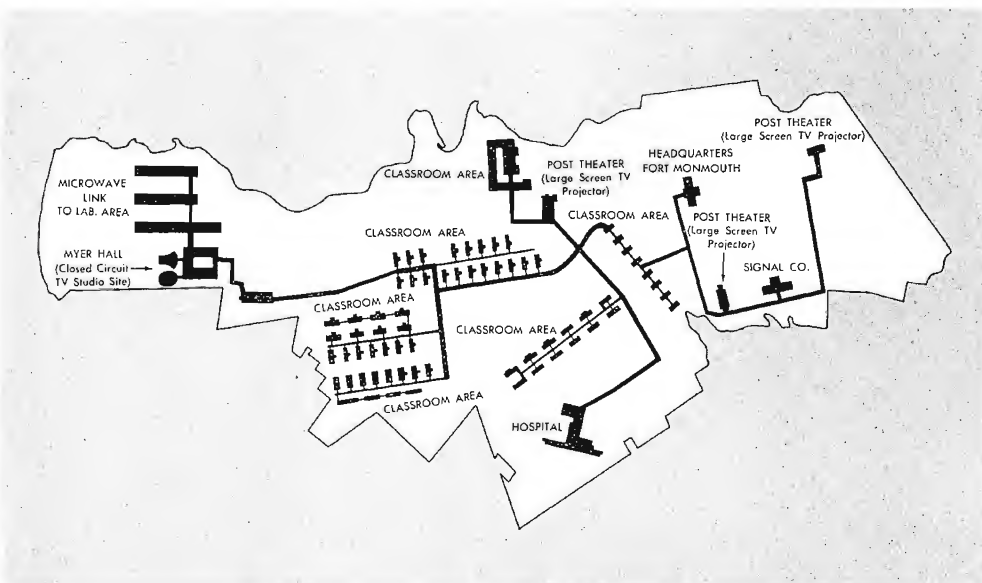 MICROWAVE
LINK
TO LAB. AREA
MYER HALL
(Closed Circuit
TV Studio Site)
CLASSROOM AREA
CLASSROOM AREA
CLASSROOM AREA
CLASSROOM AREA
POST THEATER
(Large Screen TV
Projector)
CLASSROOM AREA
CLASSROOM AREA
HOSPITAL
HEADQUARTERS
FORT MONMOUTH
POST THEATER
(Large Screen TV
Projector)
SIGNAL CO.
POST THEATER
(Large Screen TV Projector)